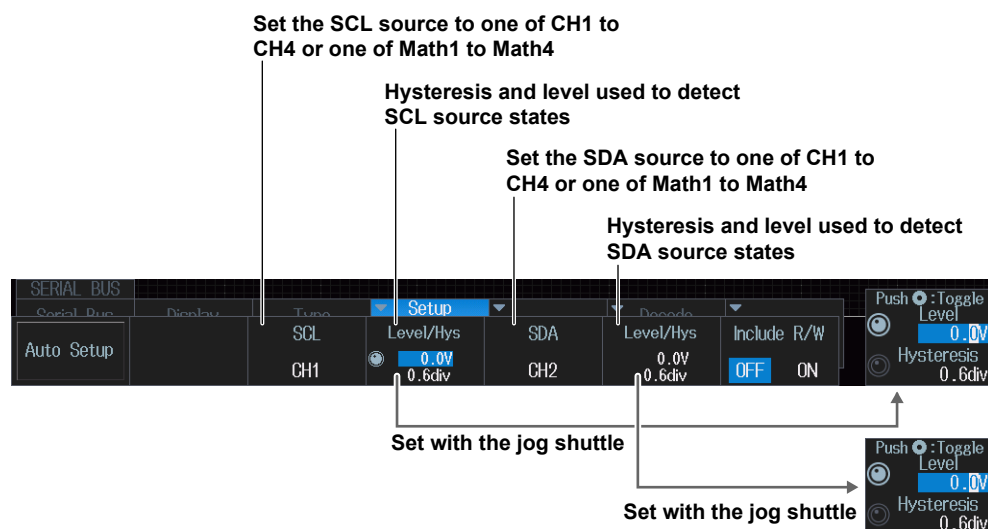 Set the SCL source to one of CH1 to
CH4 or one of Math1 to Math4
Hysteresis and level used to detect
SCL source states
Set the SDA source to one of CH1 to
CH4 or one of Math1 to Math4
Hysteresis and level used to detect
SDA source states
SERIAL BUS
Serial Bus Display Type Setup Decode
Auto Setup
SCL
CH1
Level/Hys
0.0V
0.6div
SDA
CH2
Level/Hys
0.0V
0.6div
Include R/W
OFF ON
Push :Toggle
Level
0.0V
Hysteresis
0.6div
Set with the jog shuttle
Push :Toggle
Level
0.0V
Hysteresis
0.6div
Set with the jog shuttle